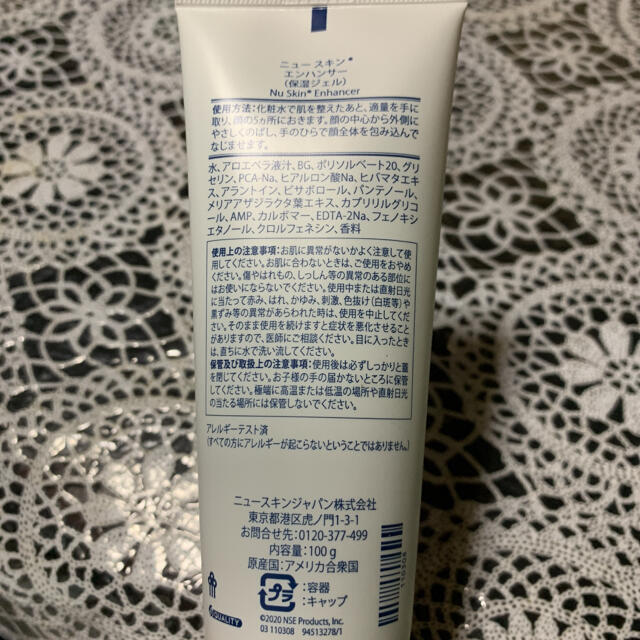 ニュー スキン®
エンハンサー
(保湿ジェル)
Nu Skin® Enhancer
使用方法:化粧水で肌を整えたあと、適量を手に
取り、顔の5ヵ所におきます。顔の中心から外側に
やさしくのばし、手のひらで顔全体を包み込んで
なじませます。
水、アロエベラ液汁、BG、ポリソルベート20、グリ
セリン、PCA-Na、ヒアルロン酸Na、ヒバマタエキ
ス、アラントイン、ビサボロール、パンテノール、
メリアアザジラクタ葉エキス、カプリリルグリコ
ール、AMP、カルボマー、EDTA-2Na、フェノキシ
エタノール、クロルフェネシン、香料
使用上の注意事項:お肌に異常がないかよく注意して使
用してください。お肌に合わないときは、ご使用をおやめ
ください。傷やはれもの、しっしん等の異常のある部位に
はお使いにならないでください。使用中または直射日光
に当たって赤み、はれ、かゆみ、刺激、色抜け(白斑等)や
黒ずみ等の異常があらわれた時は、使用を中止してくだ
さい。そのまま使用を続けますと症状を悪化させること
がありますので、医師にご相談ください。目に入ったとき
は、直ちに水で洗い流してください。
保管及び取扱上の注意事項:使用後は必ずしっかりと蓋
を閉じてください。お子様の手の届かないところに保管
してください。極端に高温または低温の場所や直射日光
の当たる場所には保管しないでください。
アレルギーテスト済
(すべての方にアレルギーが起こらないということではありません。)
ニュースキンジャパン株式会社
東京都港区虎ノ門1-3-1
お問合せ先:0120-377-499
内容量:100 g
原産国:アメリカ合衆国
プラ
:容器
:キャップ
QUALITY
©2020 NSE Products, Inc.
03 110308 94513278/1